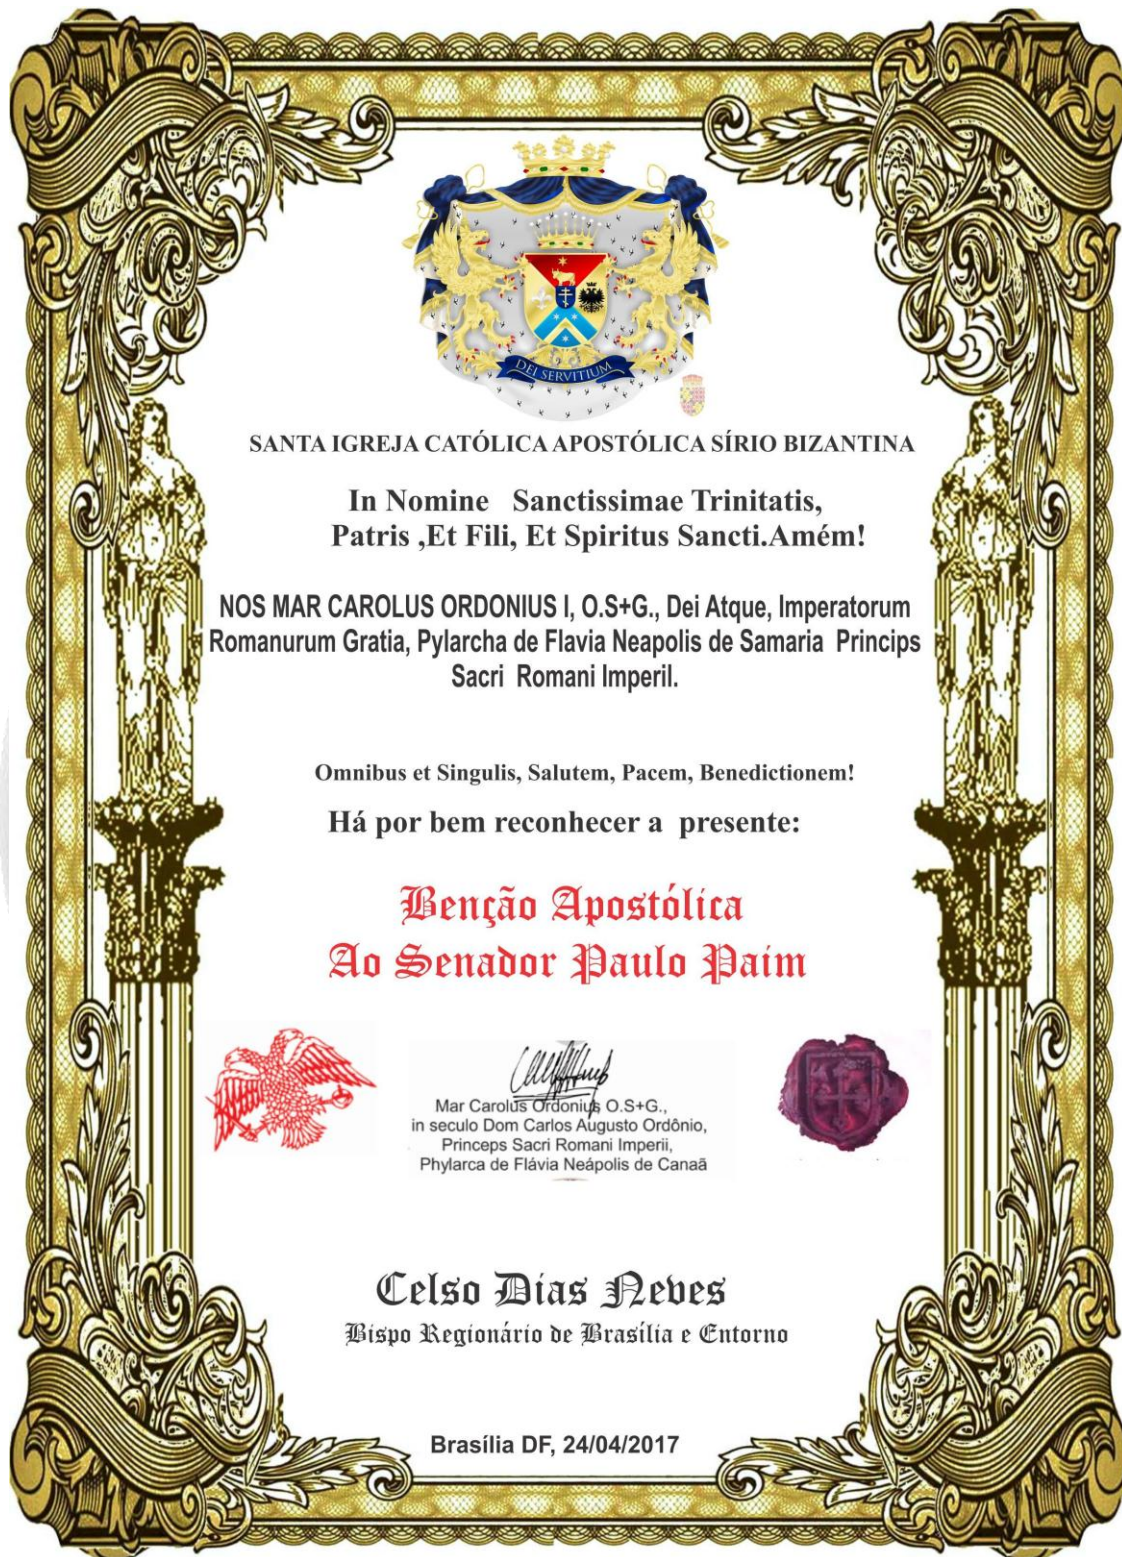 DEI SERVITIUM
SANTA IGREJA CATÓLICA APOSTÓLICA SÍRIO BIZANTINA
In Nomine Sanctissimae Trinitatis,
Patris ,Et Fili, Et Spiritus Sancti.Amém!
NOS MAR CAROLUS ORDONIUS I, O.S+G., Dei Atque, Imperatorum
Romanurum Gratia, Pylarcha de Flavia Neapolis de Samaria Princips
Sacri Romani Imperil.
Omnibus et Singulis, Salutem, Pacem, Benedictionem!
Há por bem reconhecer a presente:
Benção Apostólica
Ao Senador Paulo Paim
Mar Carolus Ordonius O.S+G.,
in seculo Dom Carlos Augusto Ordônio,
Princeps Sacri Romani Imperii,
Phylarca de Flávia Neápolis de Canaã
Celso Dias Neves
Bispo Regionário de Brasília e Entorno
Brasília DF, 24/04/2017